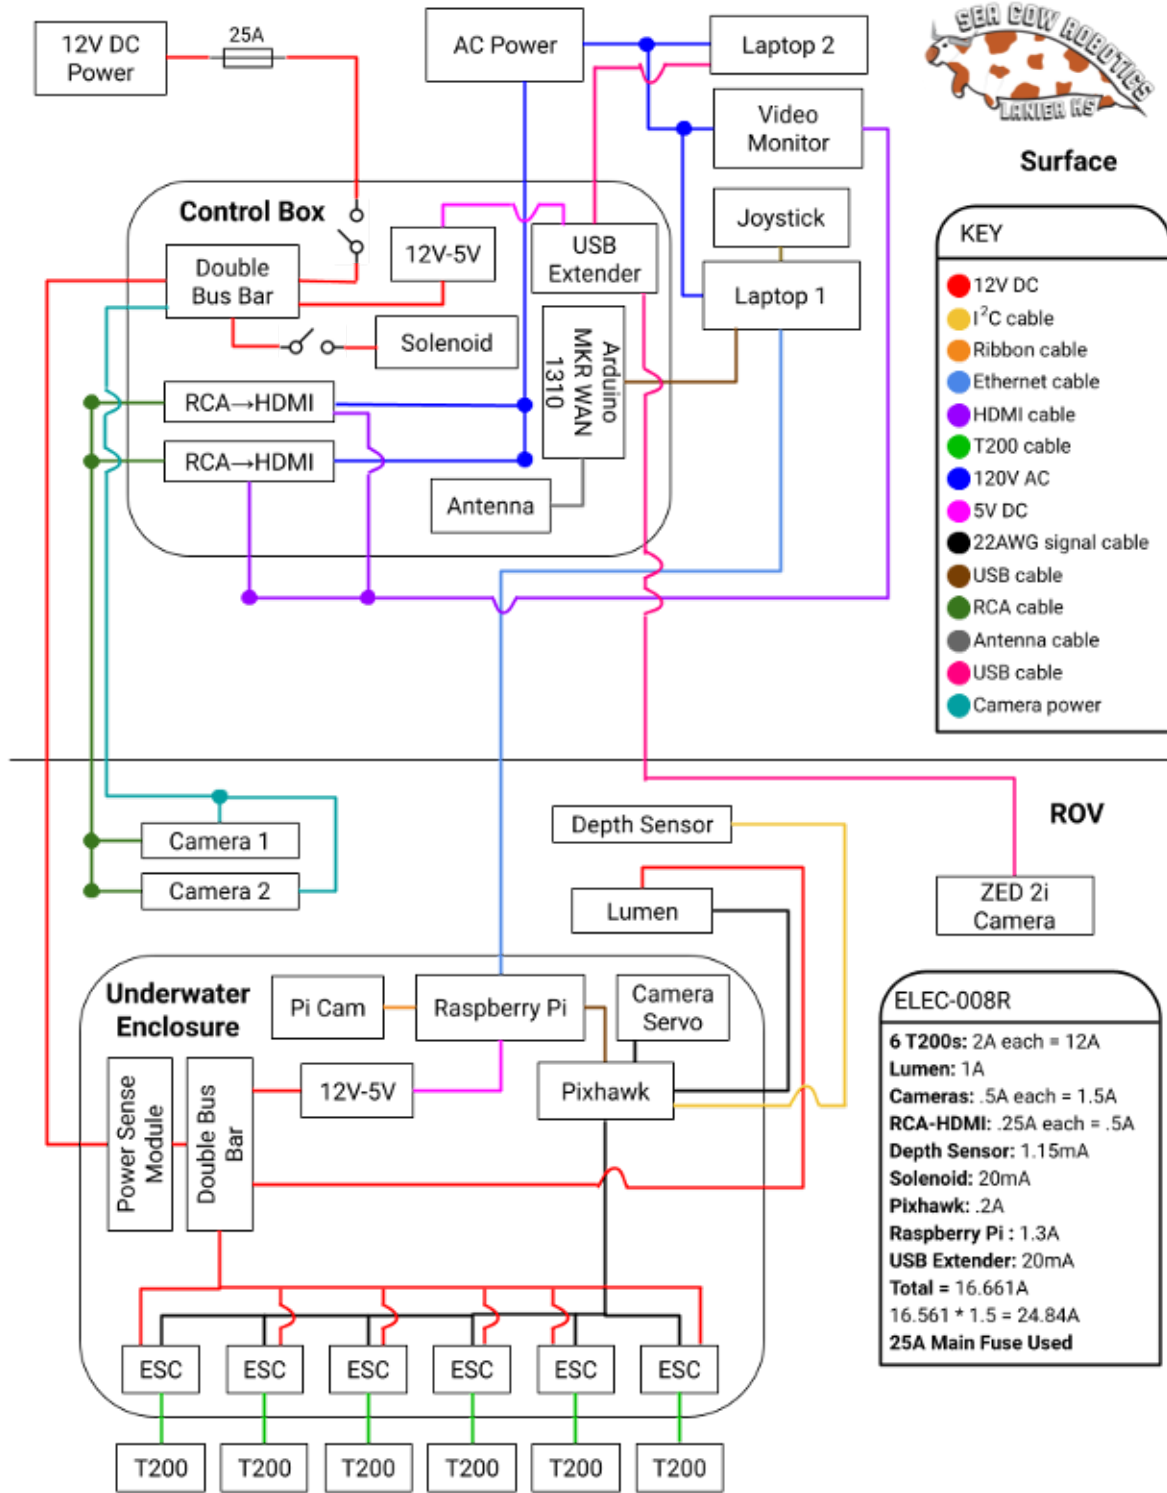 12V DC
Power
25A
AC Power
Laptop 2
SEA COW ROBOTICS
LANIER HS
Video
Monitor
Surface
Control Box
Joystick
KEY
Double
Bus Bar
12V-5V
USB
Extender
Laptop 1
12V DC
I²C cable
Ribbon cable
Ethernet cable
HDMI cable
T200 cable
120V AC
5V DC
22AWG signal cable
USB cable
RCA cable
Antenna cable
USB cable
Camera power
Solenoid
Arduino
MKR WAN
1310
RCA→HDMI
RCA→HDMI
Antenna
ROV
Camera 1
Camera 2
Depth Sensor
Lumen
ZED 2i
Camera
Underwater
Enclosure
Pi Cam
Raspberry Pi
Camera
Servo
Power Sense
Module
Double Bus
Bar
12V-5V
Pixhawk
ELEC-008R
6 T200s: 2A each = 12A
Lumen: 1A
Cameras: .5A each = 1.5A
RCA-HDMI: .25A each = .5A
Depth Sensor: 1.15mA
Solenoid: 20mA
Pixhawk: .2A
Raspberry Pi : 1.3A
USB Extender: 20mA
Total = 16.661A
16.561 * 1.5 = 24.84A
25A Main Fuse Used
ESC
ESC
ESC
ESC
ESC
ESC
T200
T200
T200
T200
T200
T200